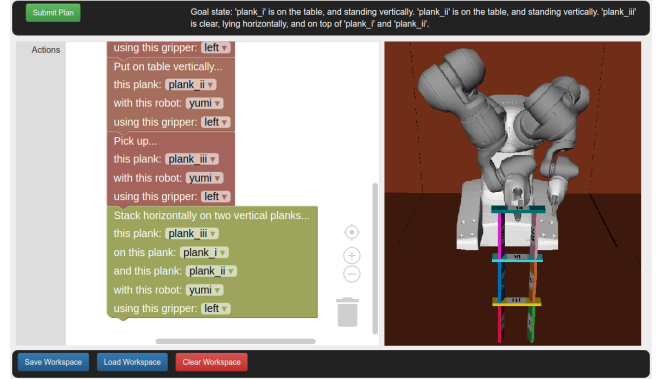 Submit Plan
Goal state: 'plank_i' is on the table, and standing vertically. 'plank_ii' is on the table, and standing vertically. 'plank_iii'
is clear, lying horizontally, and on top of 'plank_i' and 'plank_ii'.
Actions
using this gripper: left ▾
Put on table vertically...
this plank: plank_ii ▾
with this robot: yumi ▾
using this gripper: left ▾
Pick up...
this plank: plank_iii ▾
with this robot: yumi ▾
using this gripper: left ▾
Stack horizontally on two vertical planks...
this plank: plank_iii ▾
on this plank: plank_i ▾
and this plank: plank_ii ▾
with this robot: yumi ▾
using this gripper: left ▾
VI
III
Save Workspace
Load Workspace
Clear Workspace